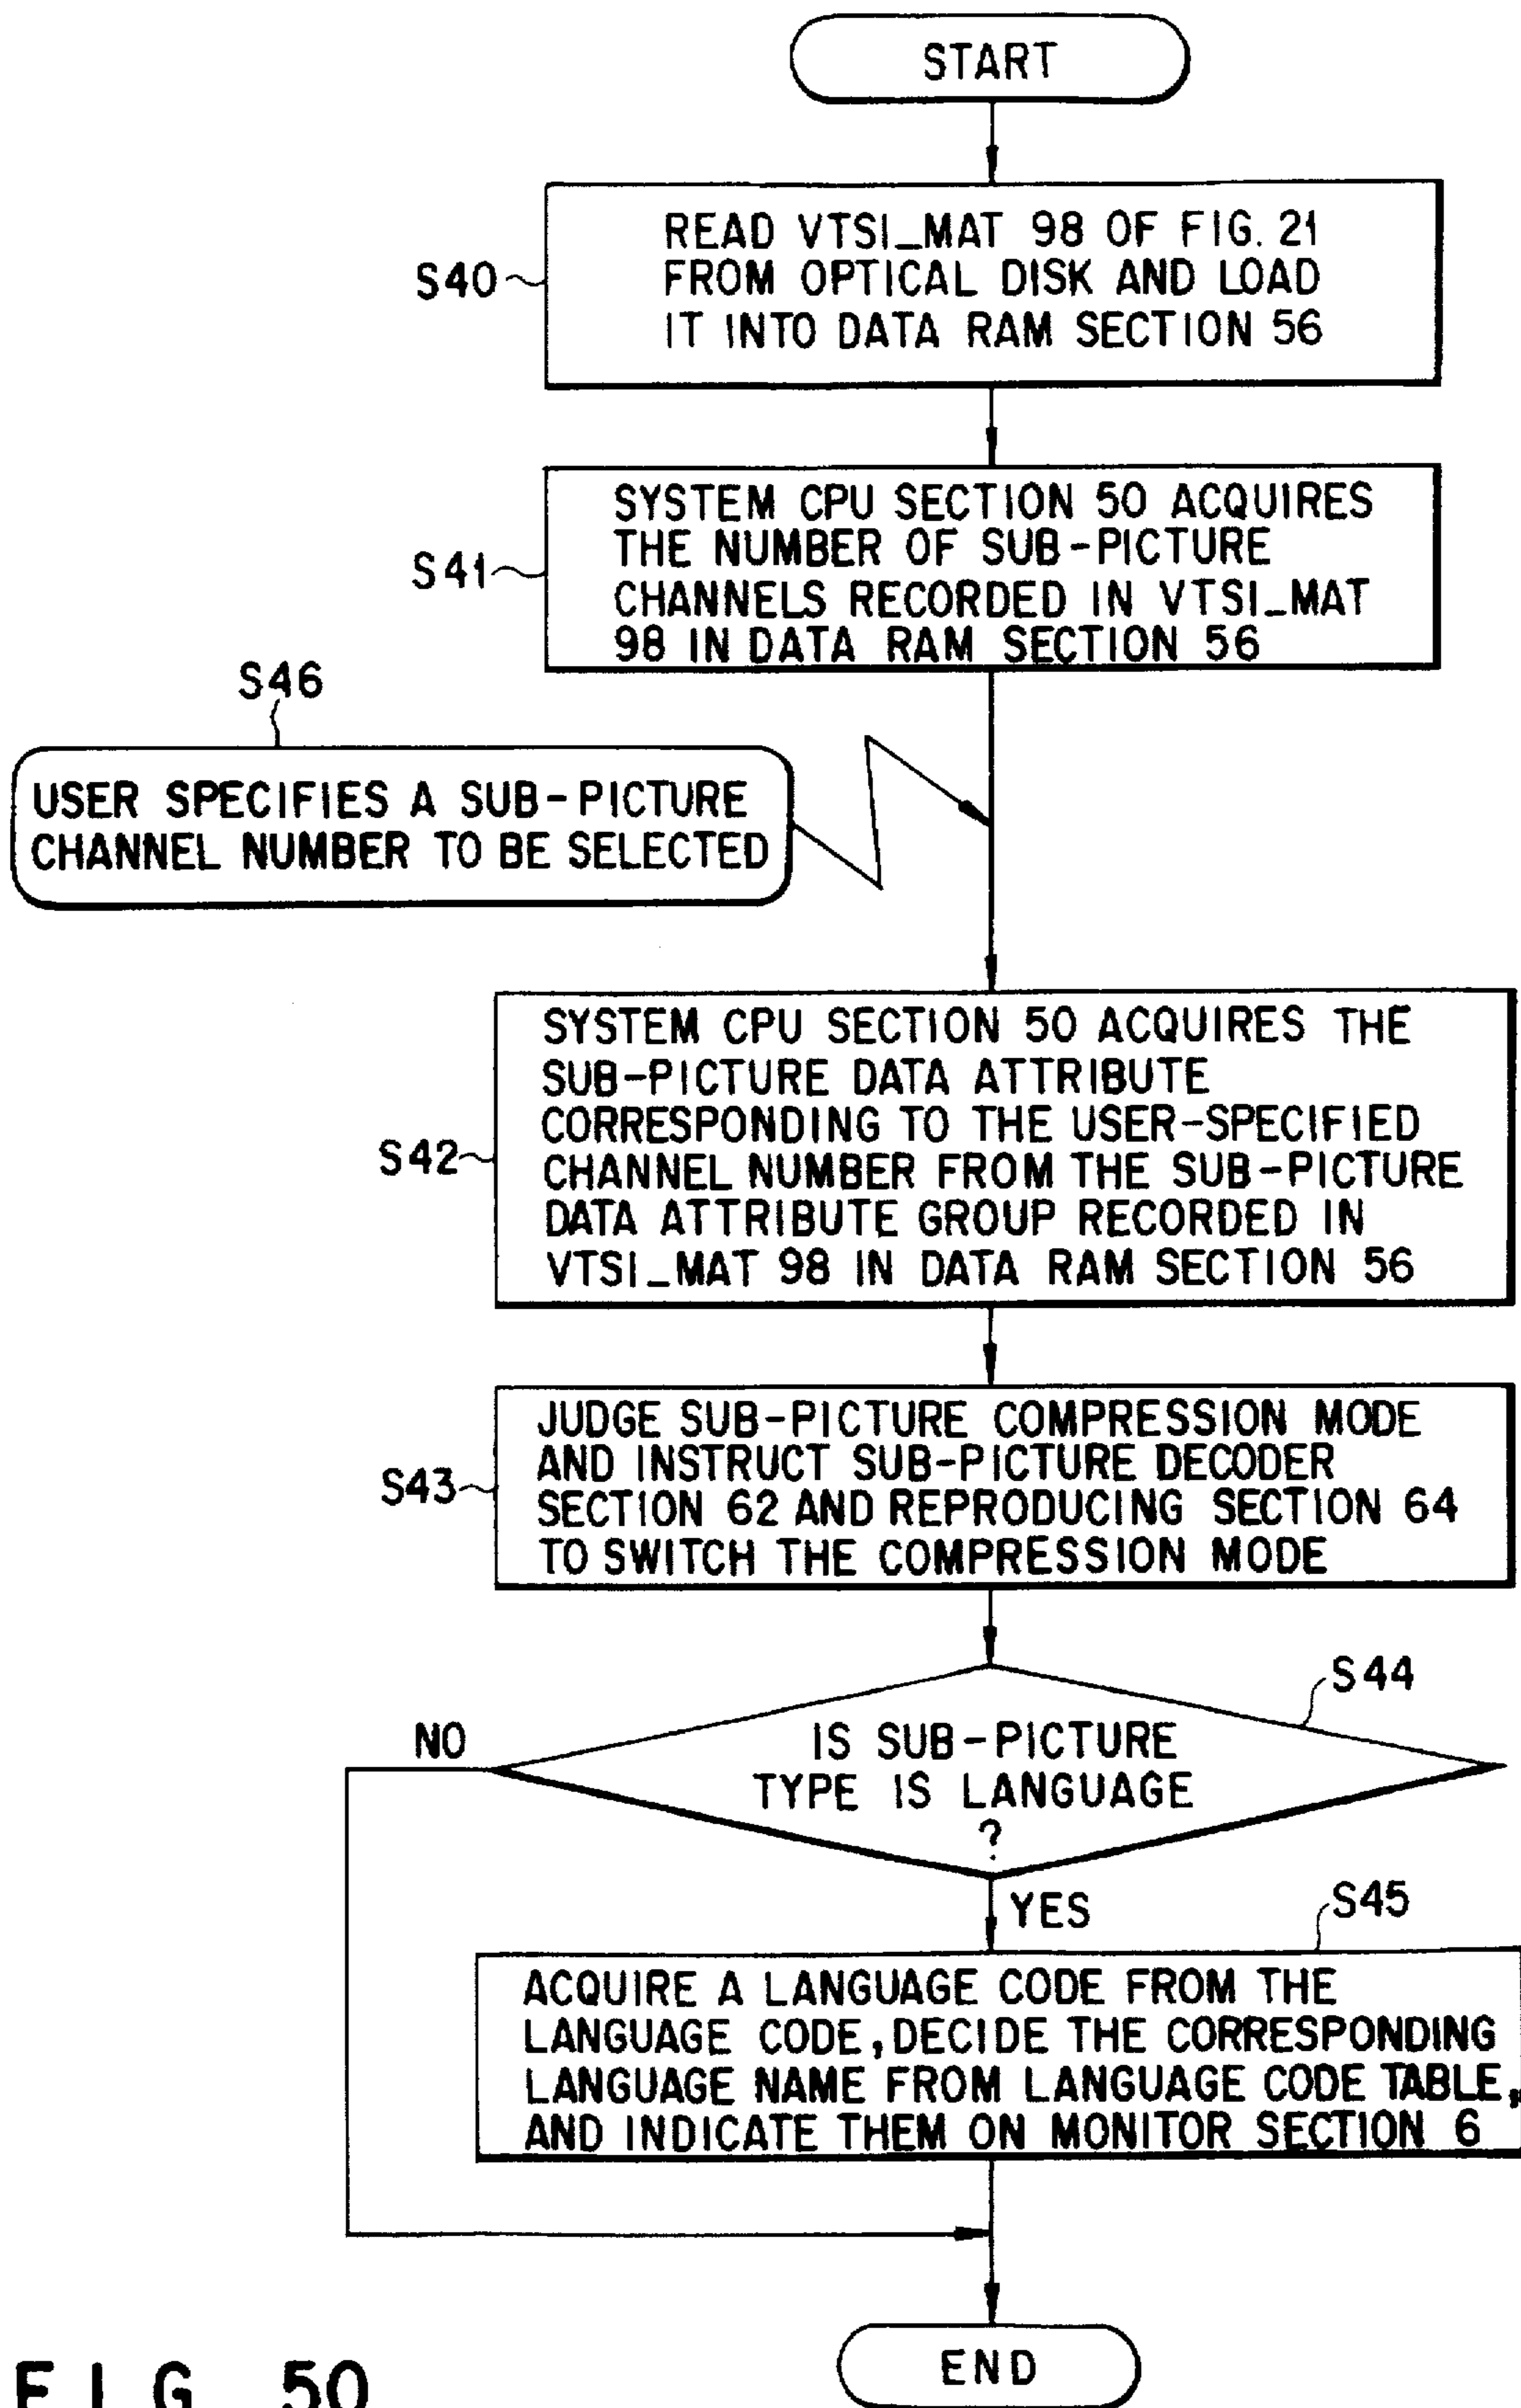 START
READ VTSI_MAT 98 OF FIG. 21
FROM OPTICAL DISK AND LOAD
IT INTO DATA RAM SECTION 56
S40
SYSTEM CPU SECTION 50 ACQUIRES
THE NUMBER OF SUB-PICTURE
CHANNELS RECORDED IN VTSI_MAT
98 IN DATA RAM SECTION 56
S41
S46
USER SPECIFIES A SUB-PICTURE
CHANNEL NUMBER TO BE SELECTED
SYSTEM CPU SECTION 50 ACQUIRES THE
SUB-PICTURE DATA ATTRIBUTE
CORRESPONDING TO THE USER-SPECIFIED
CHANNEL NUMBER FROM THE SUB-PICTURE
DATA ATTRIBUTE GROUP RECORDED IN
VTSI_MAT 98 IN DATA RAM SECTION 56
S42
JUDGE SUB-PICTURE COMPRESSION MODE
AND INSTRUCT SUB-PICTURE DECODER
SECTION 62 AND REPRODUCING SECTION 64
TO SWITCH THE COMPRESSION MODE
S43
S44
NO
IS SUB-PICTURE
TYPE IS LANGUAGE
?
YES
S45
ACQUIRE A LANGUAGE CODE FROM THE
LANGUAGE CODE, DECIDE THE CORRESPONDING
LANGUAGE NAME FROM LANGUAGE CODE TABLE,
AND INDICATE THEM ON MONITOR SECTION 6
END
FIG. 50